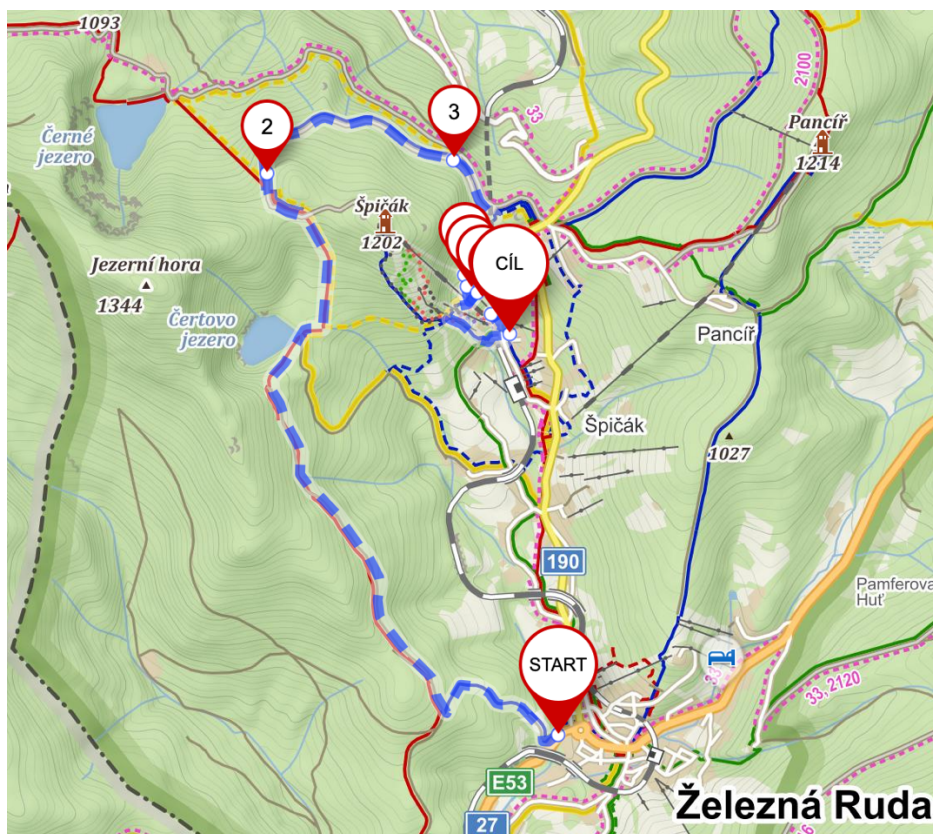 1093
Černé
jezero
2
3
33
2100
Pancíř
1214
Špičák
1202
CÍL
Jezerní hora
1344
Čertovo
jezero
Pancíř
Špičák
1027
190
Pamferova
Huť
START
33, 2120
E53
27
Železná Ruda